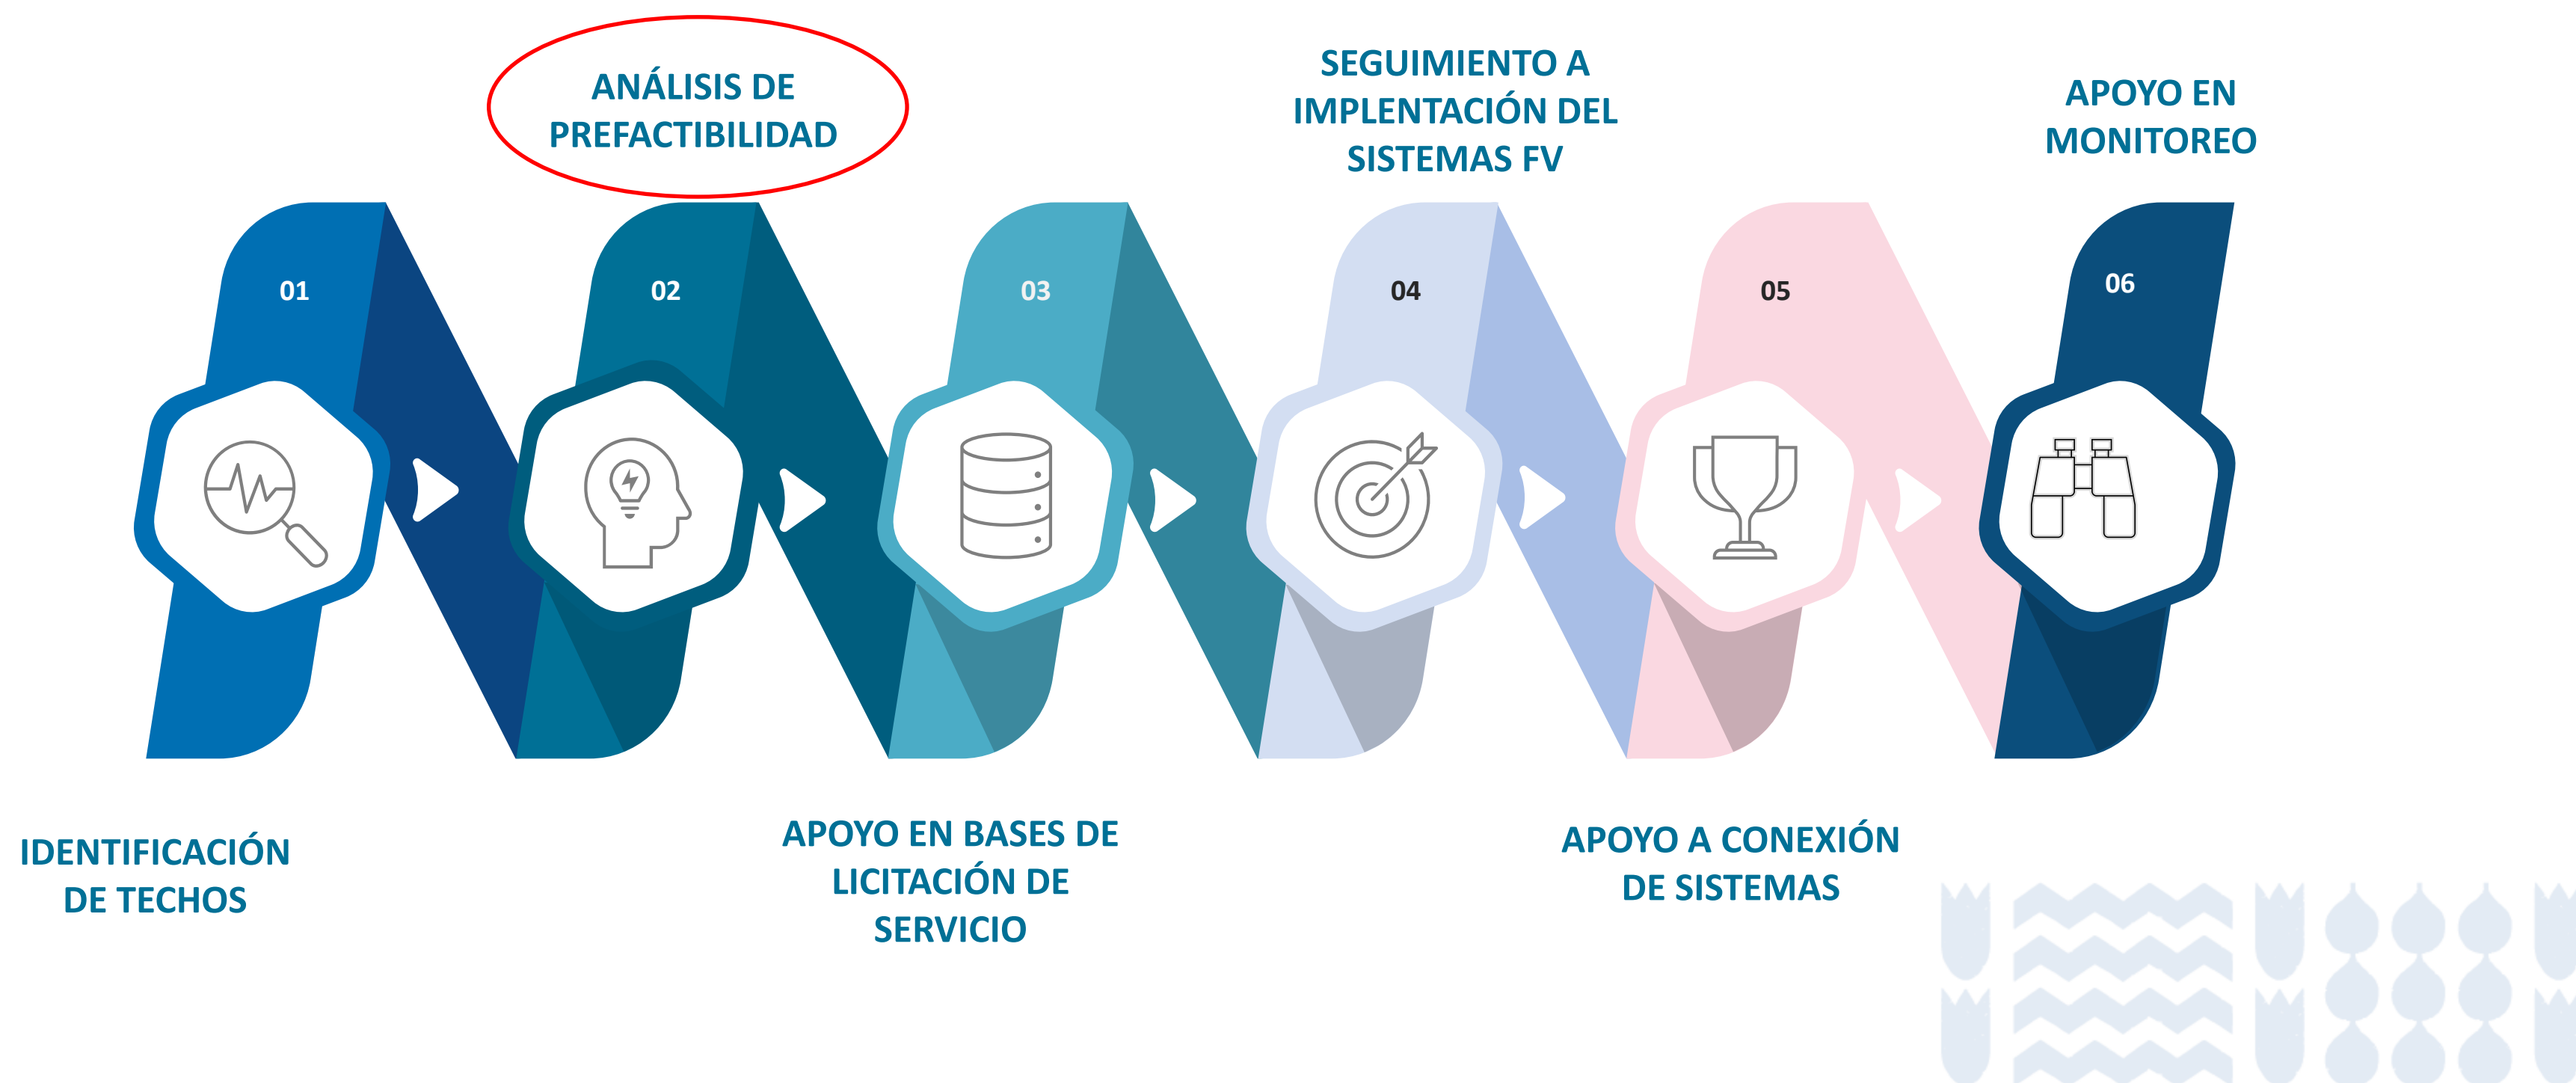 01
IDENTIFICACIÓN
DE TECHOS
ANÁLISIS DE
PREFACTIBILIDAD
02
03
APOYO EN BASES DE
LICITACIÓN DE
SERVICIO
SEGUIMIENTO A
IMPLENTACIÓN DEL
SISTEMAS FV
04
05
APOYO A CONEXIÓN
DE SISTEMAS
APOYO EN
MONITOREO
06